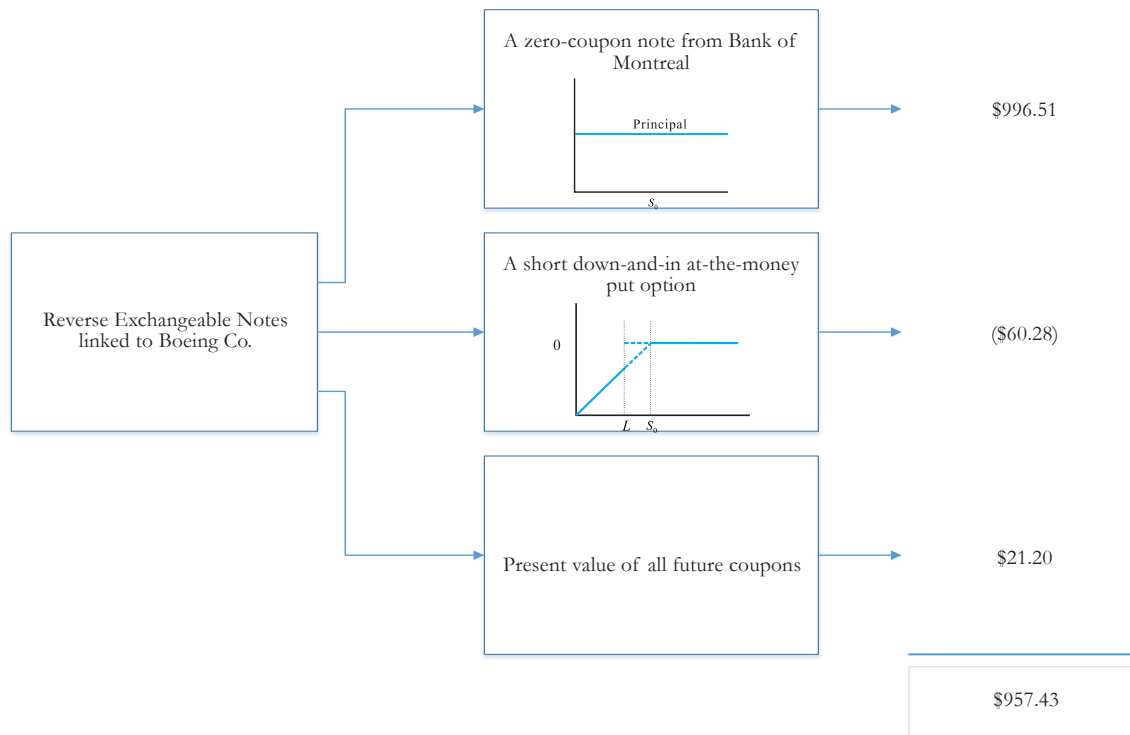 A zero-coupon note from Bank of
Montreal
Principal
S₀
$996.51
Reverse Exchangeable Notes
linked to Boeing Co.
A short down-and-in at-the-money
put option
0
L S₀
($60.28)
Present value of all future coupons
$21.20
$957.43